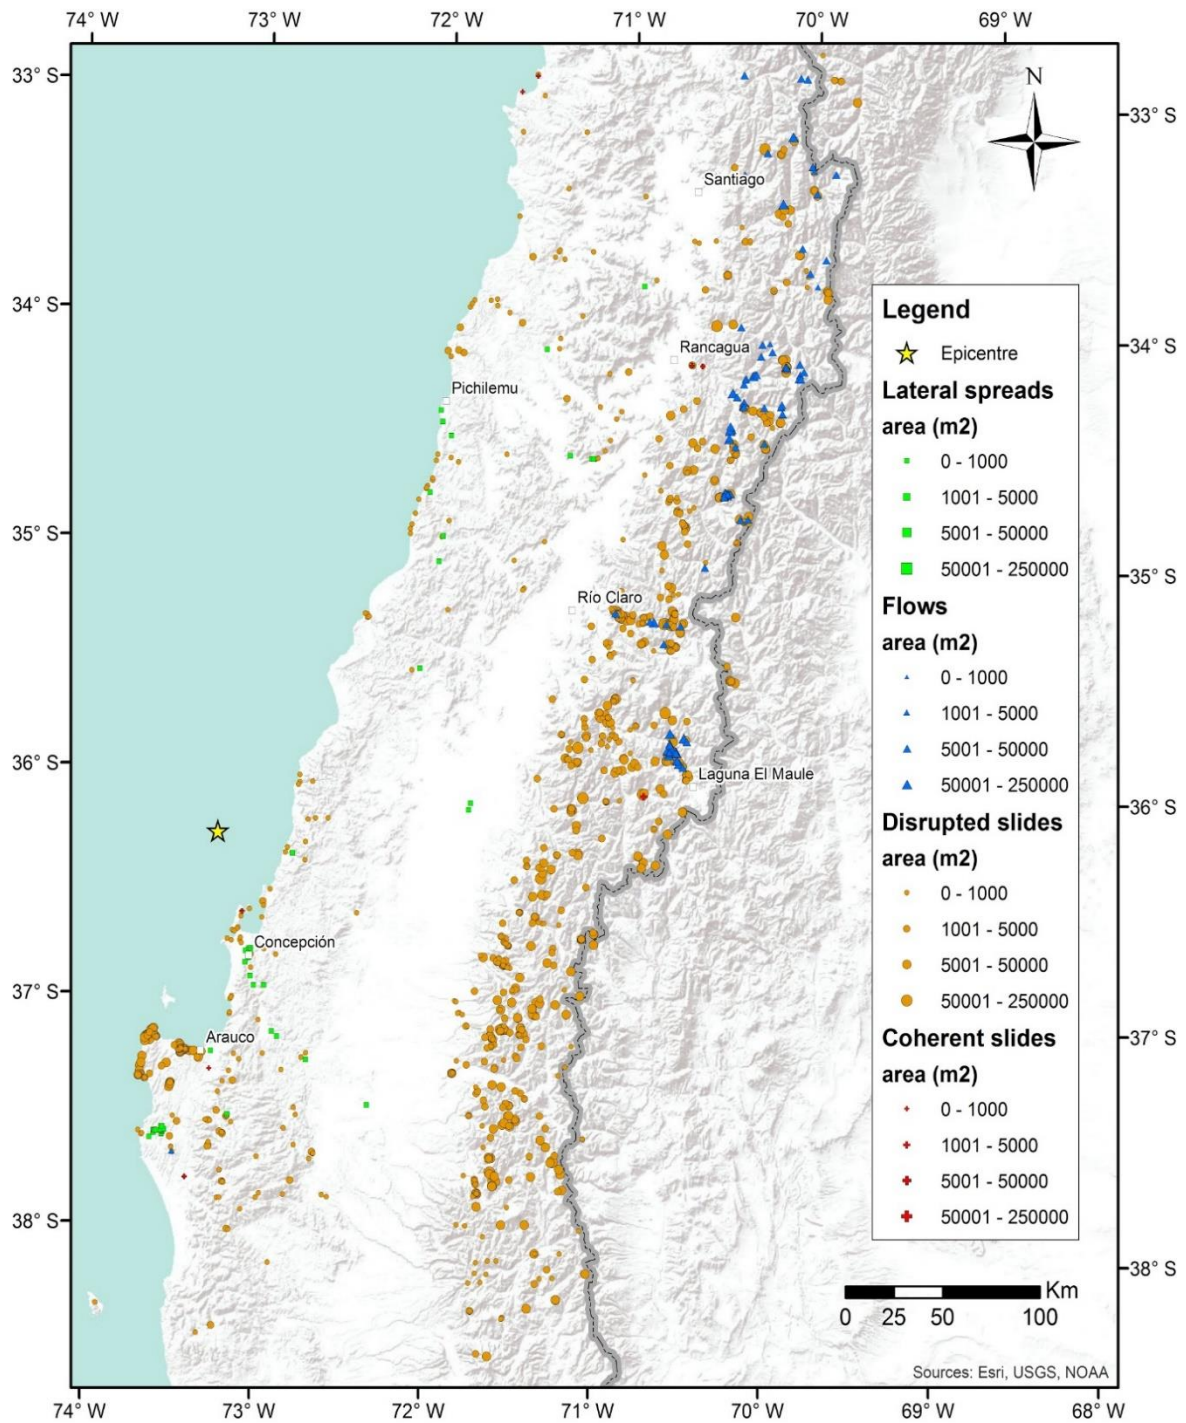 74° W 73° W 72° W 71° W 70° W 69° W
33° S
33° S
N
Santiago
34° S
Legend
Epicentre
Lateral spreads
area (m2)
0 - 1000
1001 - 5000
5001 - 50000
50001 - 250000
34° S
Rancagua
Pichilemu
35° S
35° S
Río Claro
Flows
area (m2)
0 - 1000
1001 - 5000
5001 - 50000
50001 - 250000
36° S
36° S
Laguna El Maule
Disrupted slides
area (m2)
0 - 1000
1001 - 5000
5001 - 50000
50001 - 250000
Concepción
37° S
37° S
Arauco
Coherent slides
area (m2)
0 - 1000
1001 - 5000
5001 - 50000
50001 - 250000
38° S
38° S
Km
0 25 50 100
Sources: Esri, USGS, NOAA
74° W 73° W 72° W 71° W 70° W 69° W 68° W